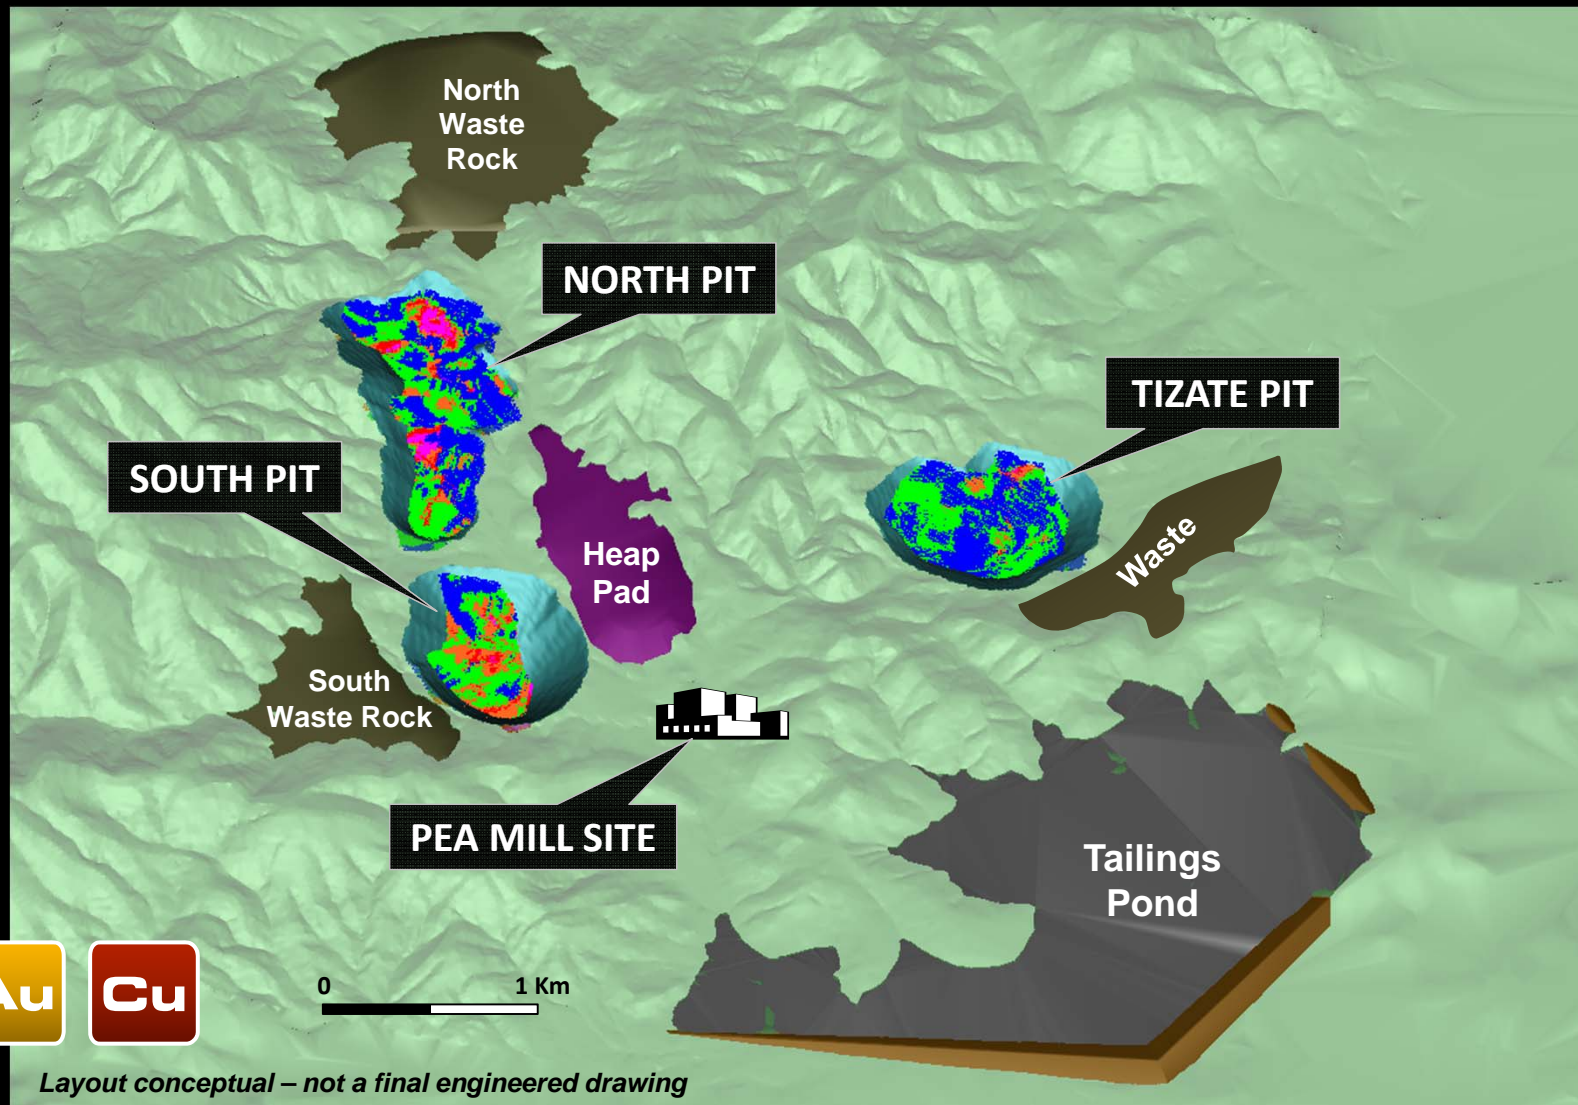 North
Waste
Rock
NORTH PIT
TIZATE PIT
SOUTH PIT
Heap
Pad
Waste
South
Waste Rock
PEA MILL SITE
Tailings
Pond
Au
Cu
0 1 Km
Layout conceptual – not a final engineered drawing